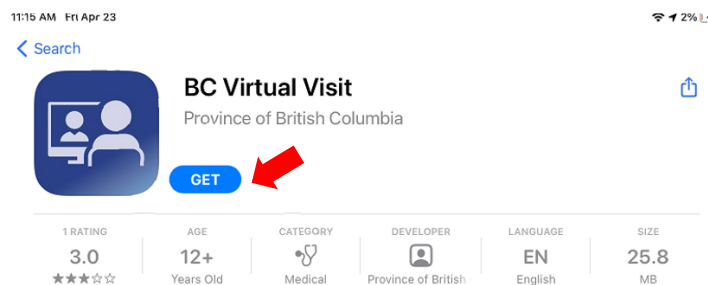 11:15 AM Fri Apr 23
2%
Search
BC Virtual Visit
Province of British Columbia
GET
1 RATING
AGE
CATEGORY
DEVELOPER
LANGUAGE
SIZE
3.0
12+
EN
25.8
Years Old
Medical
Province of British
English
MB